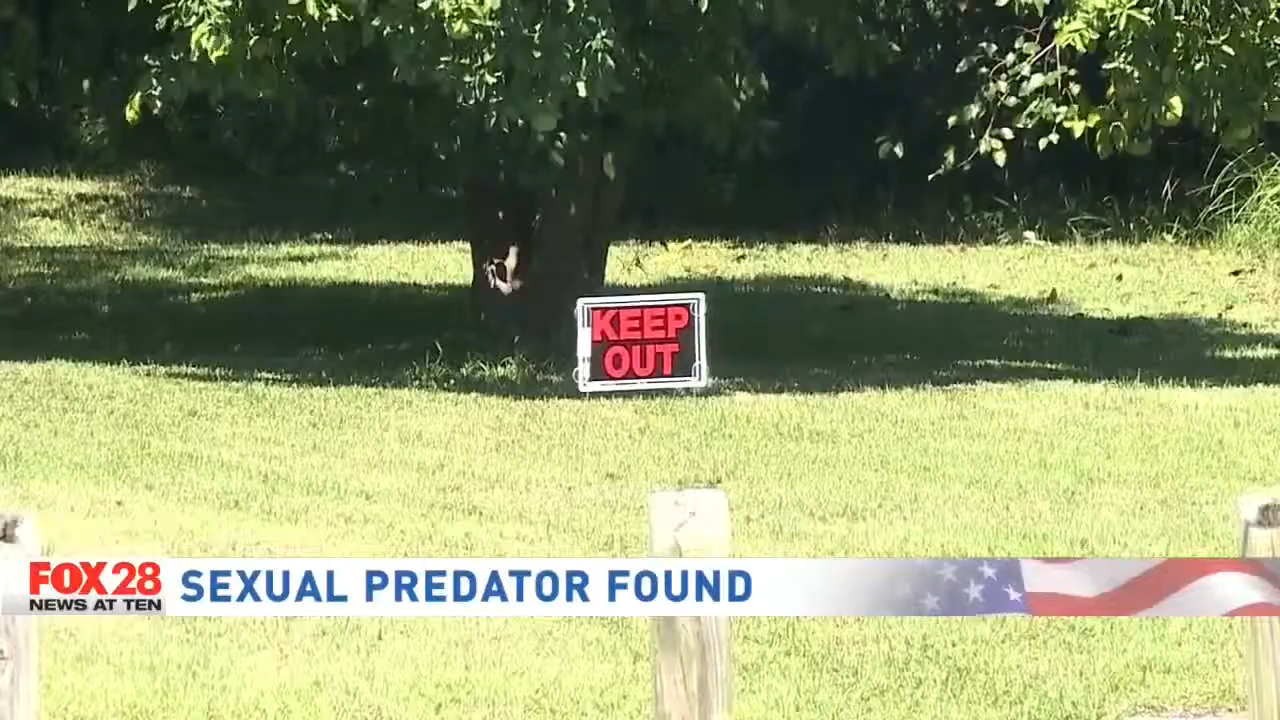 KEEP
OUT
FOX28
NEWS AT TEN
SEXUAL PREDATOR FOUND